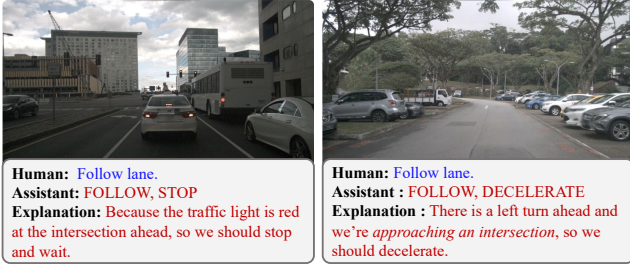 Human: Follow lane.
Assistant: FOLLOW, STOP
Explanation: Because the traffic light is red
at the intersection ahead, so we should stop
and wait.
Human: Follow lane.
Assistant : FOLLOW, DECELERATE
Explanation : There is a left turn ahead and
we're approaching an intersection, so we
should decelerate.